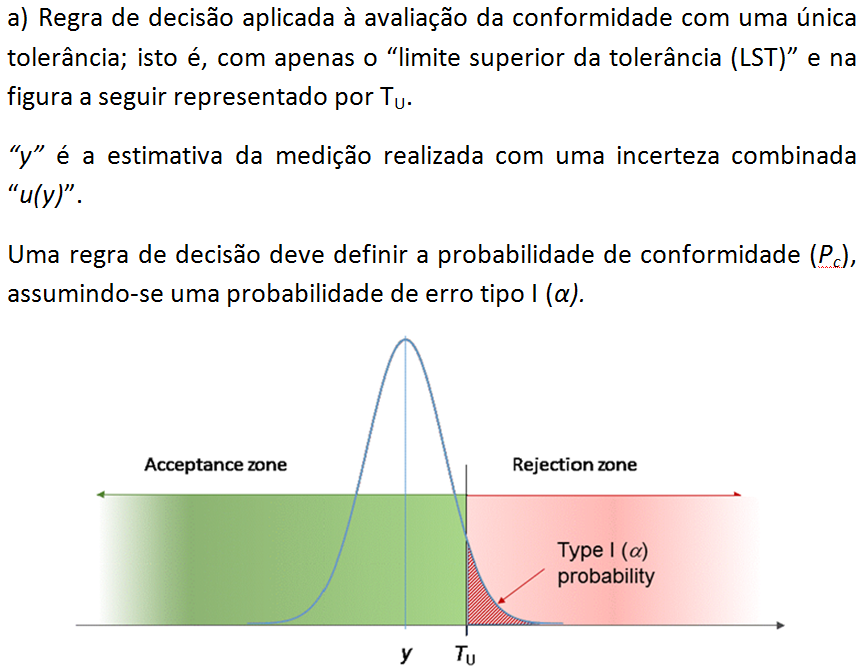 a) Regra de decisão aplicada à avaliação da conformidade com uma única
tolerância; isto é, com apenas o “limite superior da tolerância (LST)” e na
figura a seguir representado por TU.
“y” é a estimativa da medição realizada com uma incerteza combinada
“u(y)”.
Uma regra de decisão deve definir a probabilidade de conformidade (Pc),
assumindo-se uma probabilidade de erro tipo I (α).
Acceptance zone
Rejection zone
Type I (α)
probability
y
TU